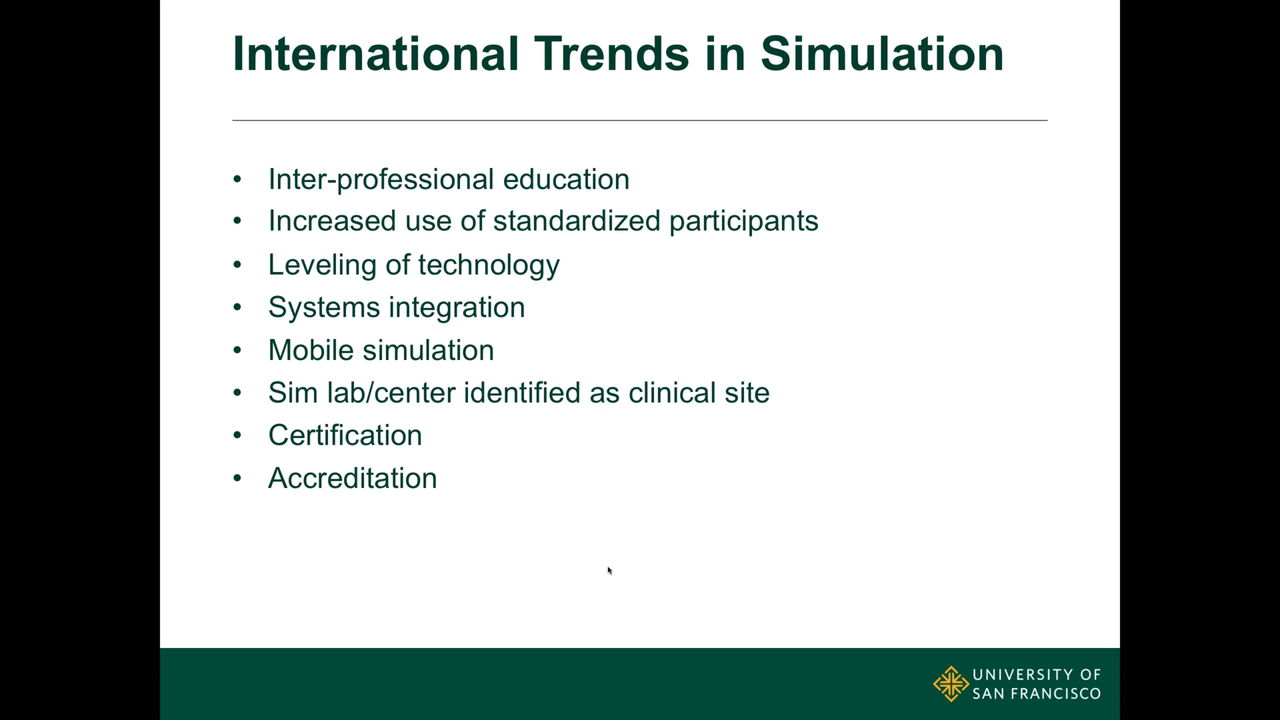 International Trends in Simulation
• Inter-professional education
• Increased use of standardized participants
• Leveling of technology
• Systems integration
• Mobile simulation
• Sim lab/center identified as clinical site
• Certification
• Accreditation
UNIVERSITY OF
SAN FRANCISCO